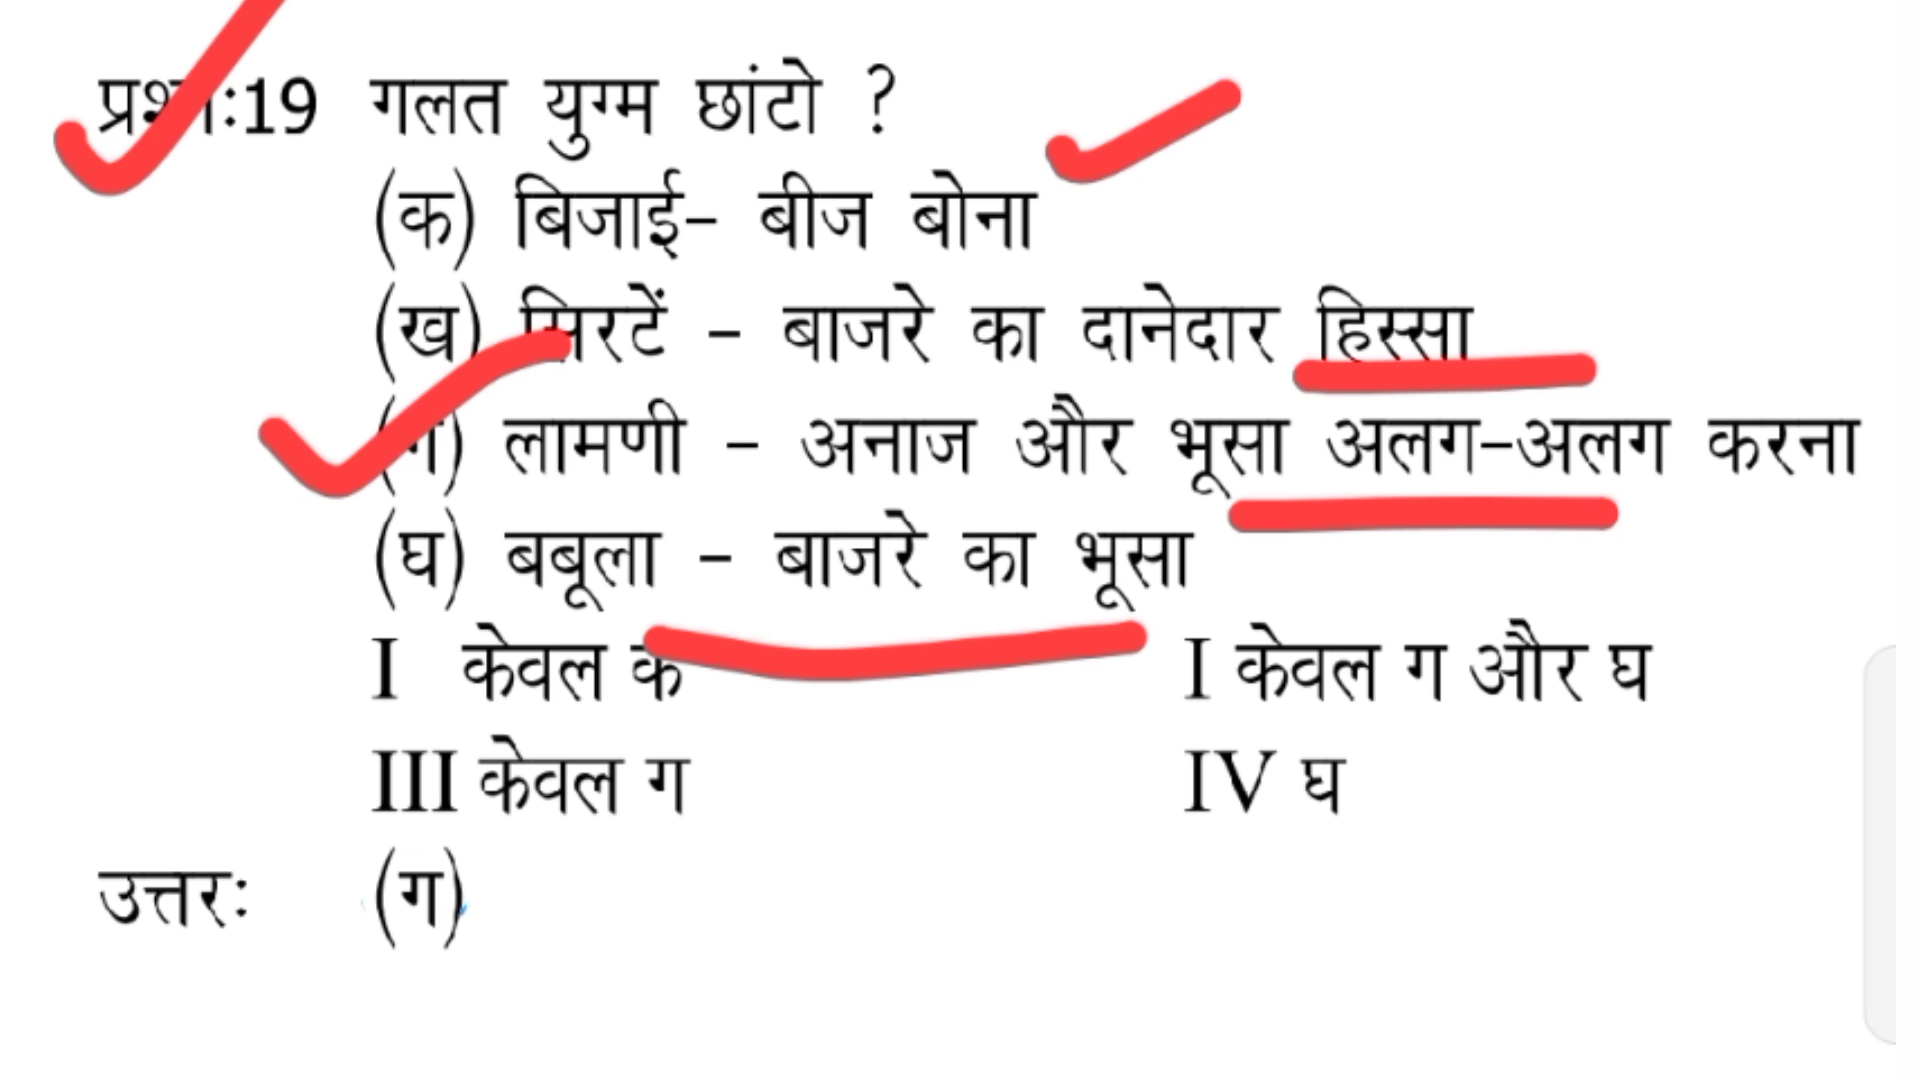 प्रश्नः19 गलत युग्म छांटो ?
(क) बिजाई- बीज बोना
(ख) सिरटें - बाजरे का दानेदार हिस्सा
(ग) लामणी - अनाज और भूसा अलग-अलग करना
(घ) बबूला - बाजरे का भूसा
I केवल क I केवल ग और घ
III केवल ग IV घ
उत्तरः (ग)